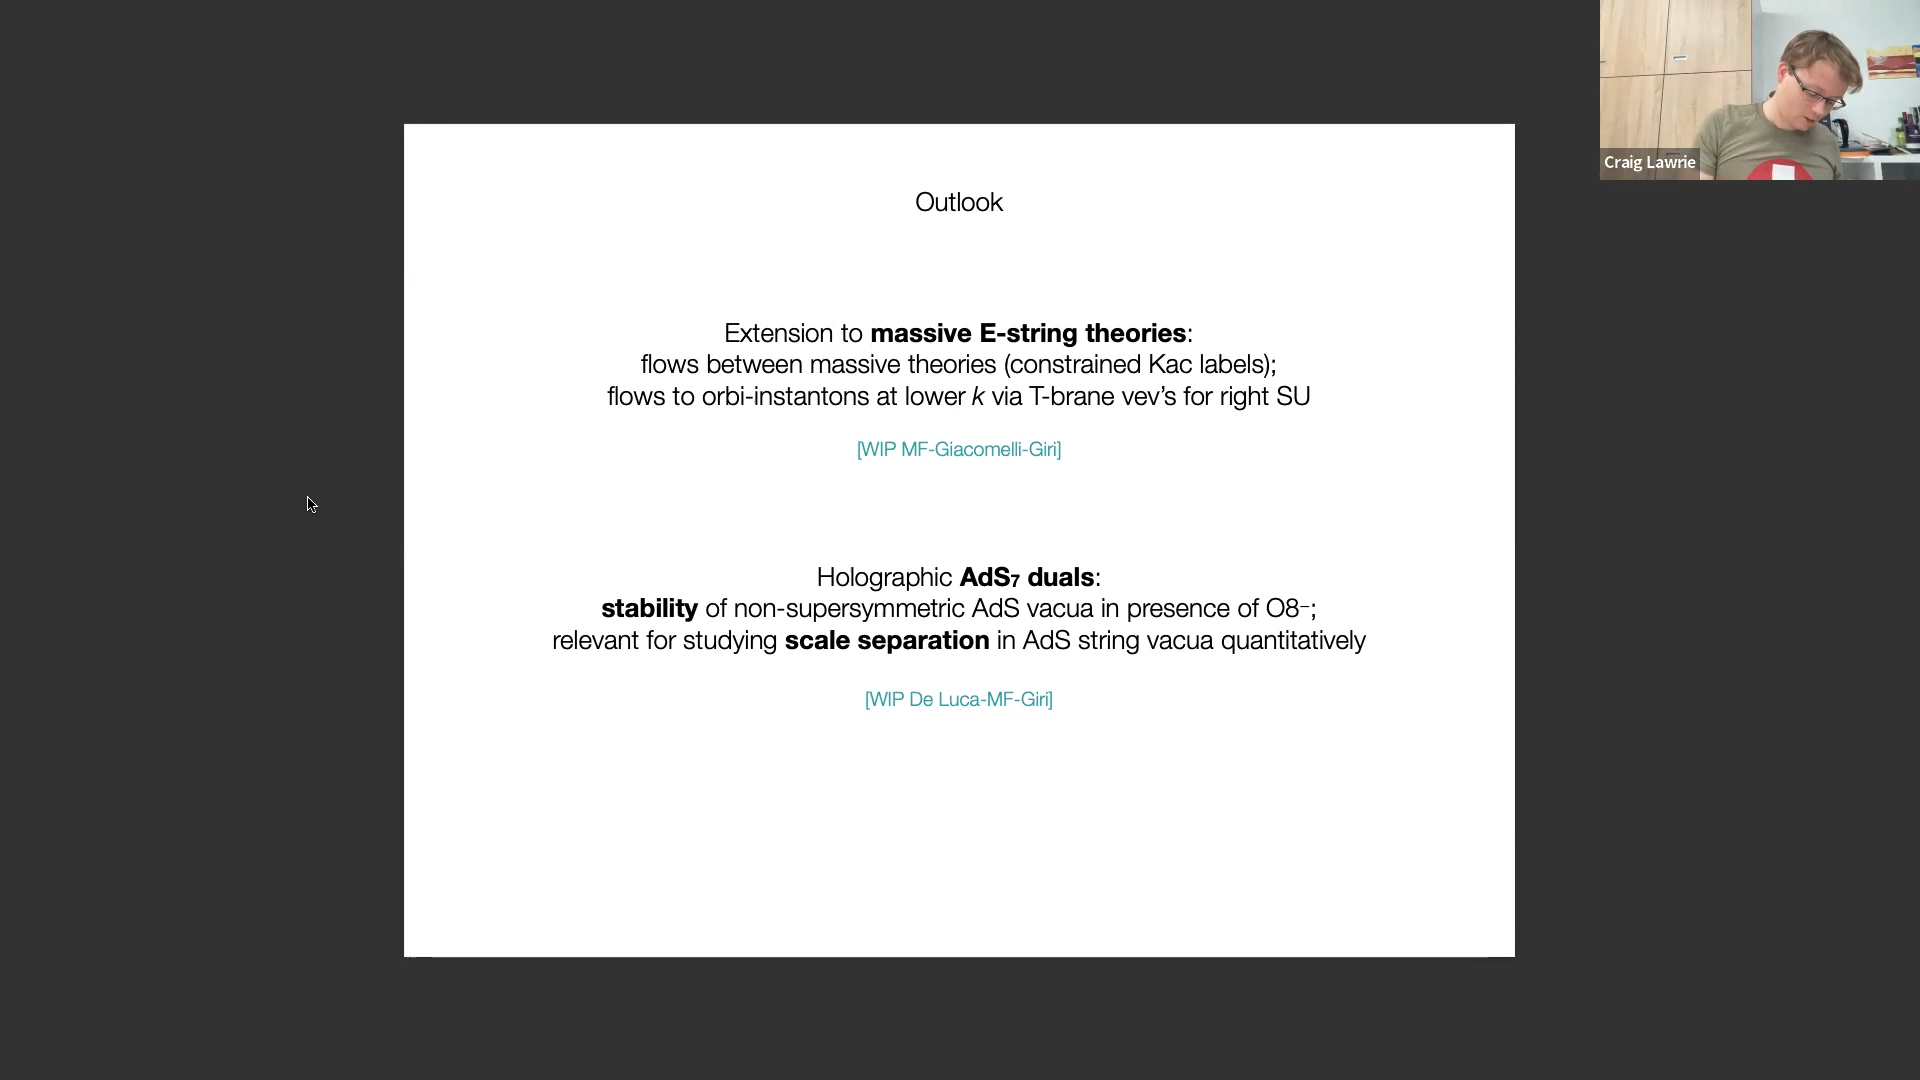 Craig Lawrie
Outlook
Extension to massive E-string theories:
flows between massive theories (constrained Kac labels);
flows to orbi-instantons at lower k via T-brane vev's for right SU
[WIP MF-Giacomelli-Giri]
Holographic AdS₇ duals:
stability of non-supersymmetric AdS vacua in presence of O8⁻;
relevant for studying scale separation in AdS string vacua quantitatively
[WIP De Luca-MF-Giri]